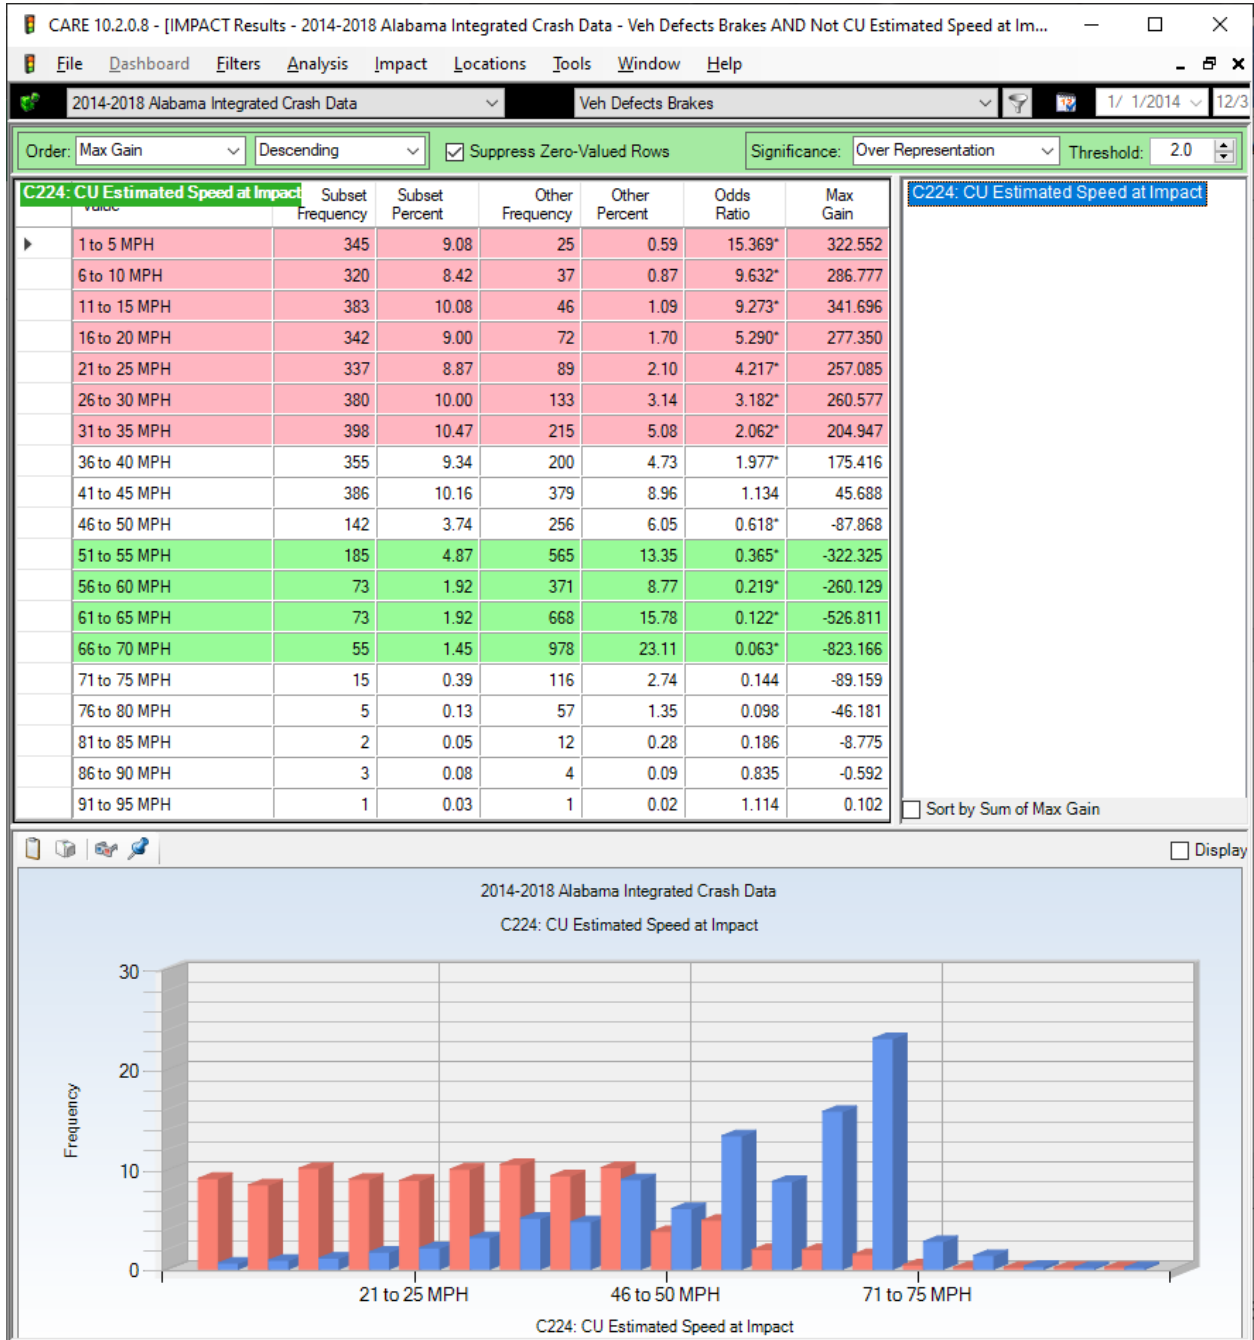 CARE 10.2.0.8 - [IMPACT Results - 2014-2018 Alabama Integrated Crash Data - Veh Defects Brakes AND Not CU Estimated Speed at Im...
File Dashboard Filters Analysis Impact Locations Tools Window Help
2014-2018 Alabama Integrated Crash Data Veh Defects Brakes 1/ 1/2014 12/3
Order: Max Gain Descending Suppress Zero-Valued Rows Significance: Over Representation Threshold: 2.0
C224: CU Estimated Speed at Impact Subset Frequency Subset Percent Other Frequency Other Percent Odds Ratio Max Gain C224: CU Estimated Speed at Impact
1 to 5 MPH 345 9.08 25 0.59 15.369* 322.552
6 to 10 MPH 320 8.42 37 0.87 9.632* 286.777
11 to 15 MPH 383 10.08 46 1.09 9.273* 341.696
16 to 20 MPH 342 9.00 72 1.70 5.290* 277.350
21 to 25 MPH 337 8.87 89 2.10 4.217* 257.085
26 to 30 MPH 380 10.00 133 3.14 3.182* 260.577
31 to 35 MPH 398 10.47 215 5.08 2.062* 204.947
36 to 40 MPH 355 9.34 200 4.73 1.977* 175.416
41 to 45 MPH 386 10.16 379 8.96 1.134 45.688
46 to 50 MPH 142 3.74 256 6.05 0.618* -87.868
51 to 55 MPH 185 4.87 565 13.35 0.365* -322.325
56 to 60 MPH 73 1.92 371 8.77 0.219* -260.129
61 to 65 MPH 73 1.92 668 15.78 0.122* -526.811
66 to 70 MPH 55 1.45 978 23.11 0.063* -823.166
71 to 75 MPH 15 0.39 116 2.74 0.144 -89.159
76 to 80 MPH 5 0.13 57 1.35 0.098 -46.181
81 to 85 MPH 2 0.05 12 0.28 0.186 -8.775
86 to 90 MPH 3 0.08 4 0.09 0.835 -0.592
91 to 95 MPH 1 0.03 1 0.02 1.114 0.102
Sort by Sum of Max Gain
Display
2014-2018 Alabama Integrated Crash Data
C224: CU Estimated Speed at Impact
30
20
10
0
Frequency
21 to 25 MPH 46 to 50 MPH 71 to 75 MPH
C224: CU Estimated Speed at Impact